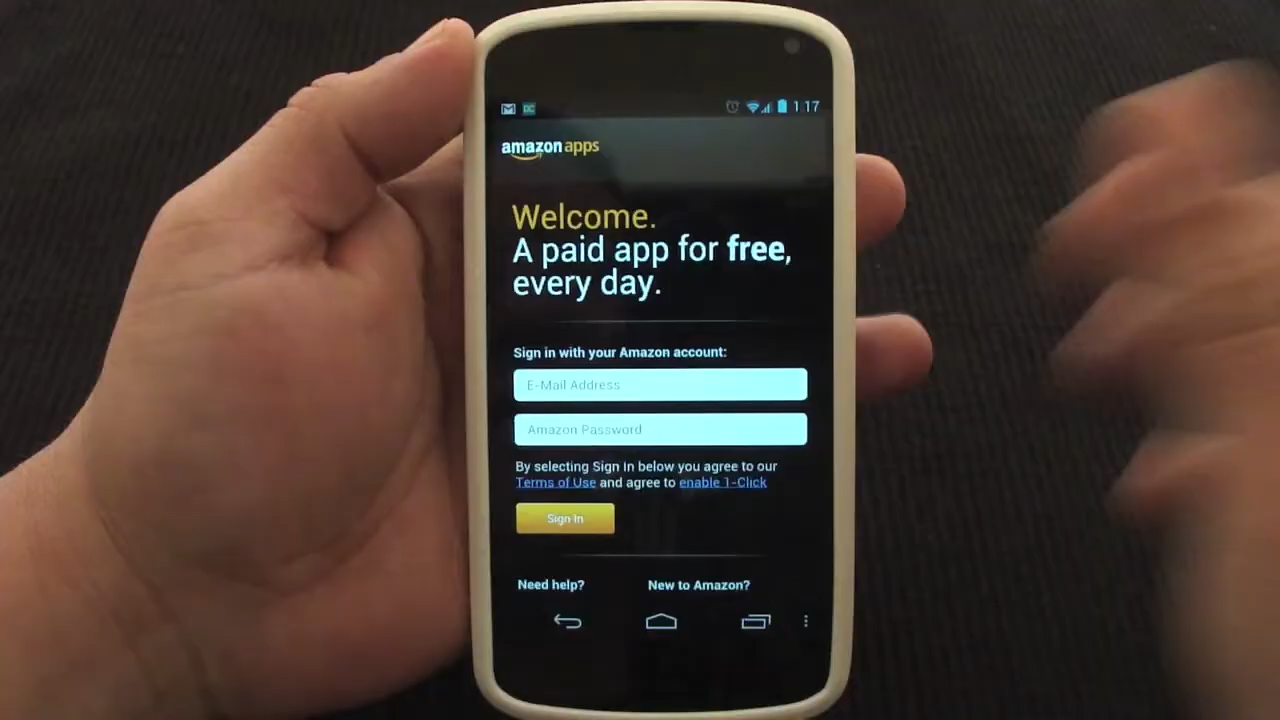 DC 1:17
amazon apps
Welcome.
A paid app for free,
every day.
Sign in with your Amazon account:
E-Mail Address
Amazon Password
By selecting Sign In below you agree to our
Terms of Use and agree to enable 1-Click
Sign In
Need help? New to Amazon?